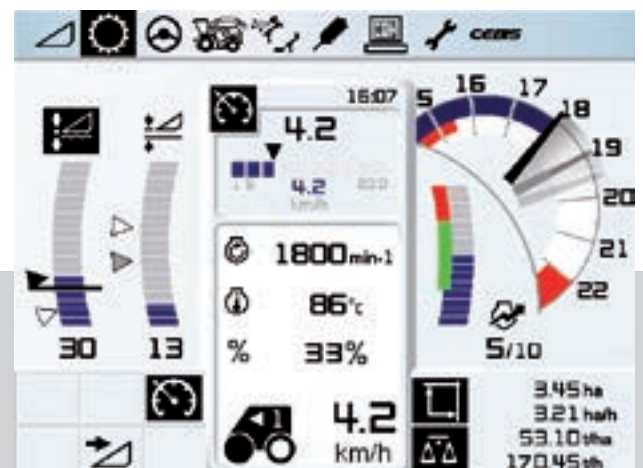 CEBIS
16:07
4.2
4.2
km/h
5 16 17 18 19 20 21 22
1800 min-1
86°c
% 33%
30 13
5/10
1
4.2
km/h
3.45 ha
3.21 ha/h
53.10 t/ha
170.45 t/h